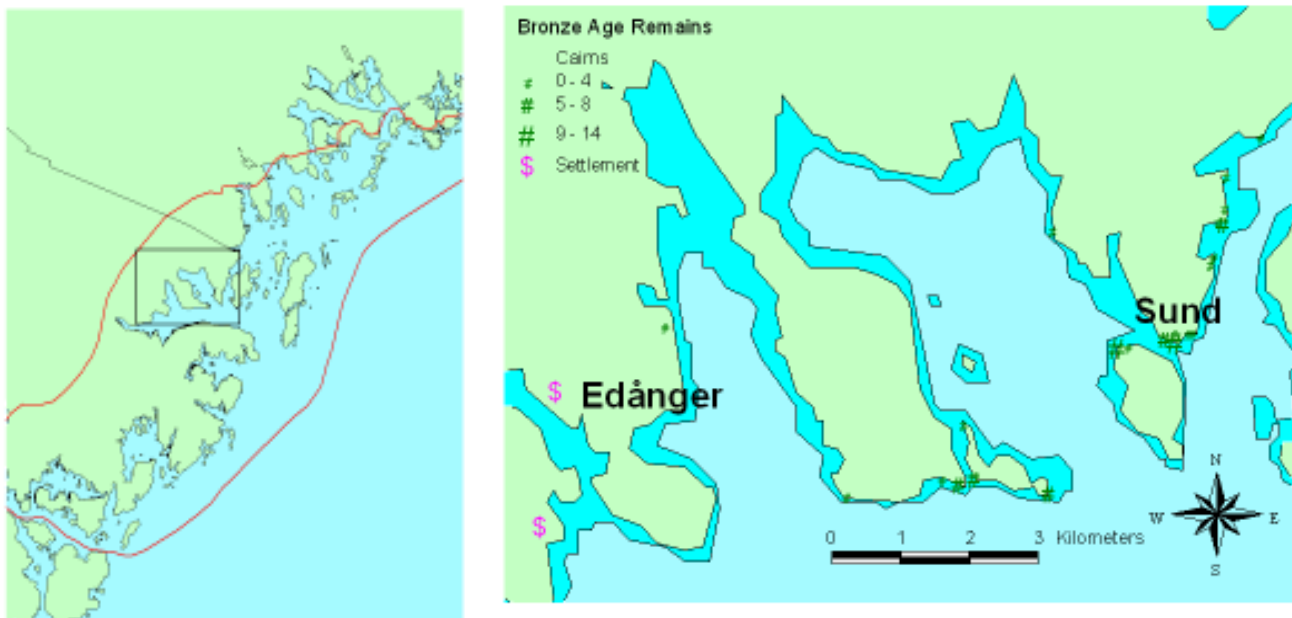 Bronze Age Remains
Cairns
# 0 - 4
# 5 - 8
# 9 - 14
$ Settlement
Sund
Edånger
N
W E
S
0 1 2 3 Kilometers